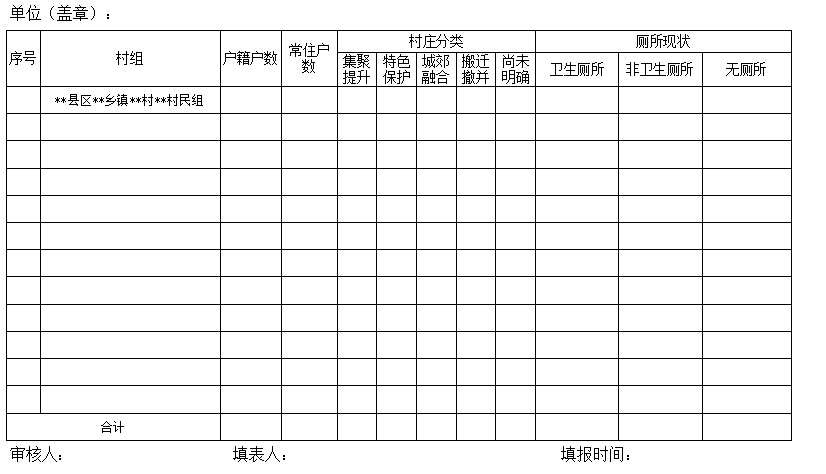 单位（盖章）：
序号 村组 户籍户数 常住户数 村庄分类 厕所现状
集聚提升 特色保护 城郊融合 搬迁撤并 尚未明确 卫生厕所 非卫生厕所 无厕所
**县区**乡镇**村**村民组
合计
审核人： 填表人： 填报时间：